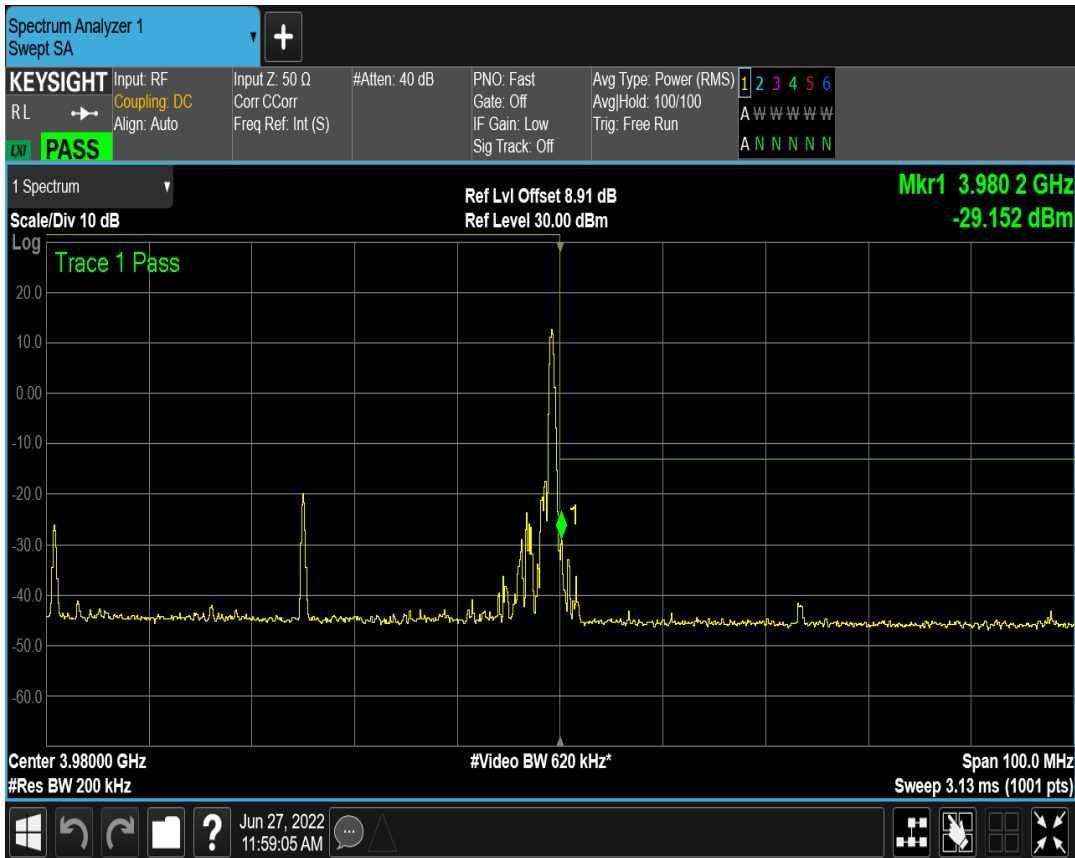 Spectrum Analyzer 1
Swept SA
+
KEYSIGHT
RL
LXI PASS
Input: RF
Coupling: DC
Align: Auto
Input Z: 50 Ω
Corr CCorr
Freq Ref: Int (S)
#Atten: 40 dB
PNO: Fast
Gate: Off
IF Gain: Low
Sig Track: Off
Avg Type: Power (RMS)
Avg|Hold: 100/100
Trig: Free Run
1 2 3 4 5 6
A W W W W W
A N N N N N
1 Spectrum
Scale/Div 10 dB
Ref Lvl Offset 8.91 dB
Ref Level 30.00 dBm
Mkr1 3.980 2 GHz
-29.152 dBm
Log
Trace 1 Pass
20.0
10.0
0.00
-10.0
-20.0
1
-30.0
-40.0
-50.0
-60.0
Center 3.98000 GHz
#Video BW 620 kHz*
Span 100.0 MHz
#Res BW 200 kHz
Sweep 3.13 ms (1001 pts)
?
Jun 27, 2022
11:59:05 AM